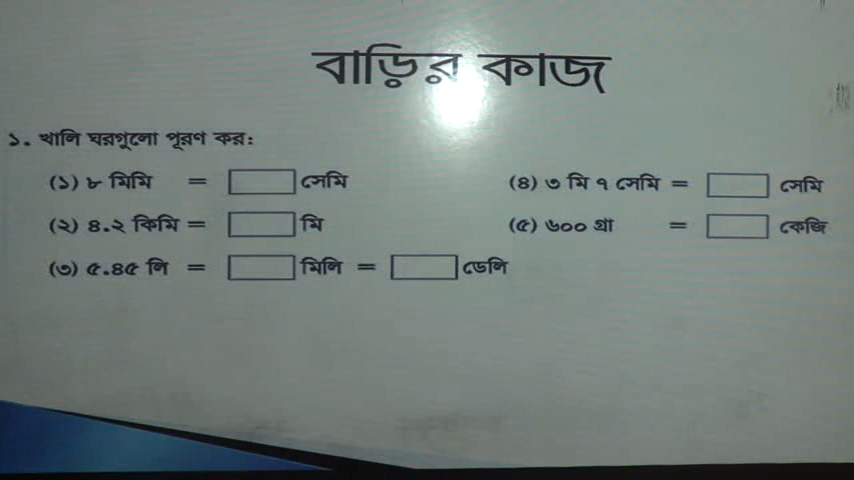 বাড়ির কাজ
১. খালি ঘরগুলো পূরণ কর:
(১) ৮ মিমি = সেমি
(২) ৪.২ কিমি = মি
(৩) ৫.৪৫ লি = মিলি = ডেলি
(৪) ৩ মি ৭ সেমি = সেমি
(৫) ৬০০ গ্রা = কেজি